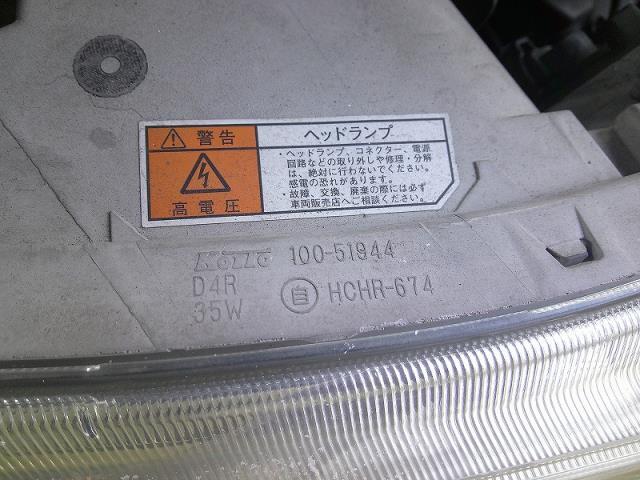 警告
高電圧
ヘッドランプ
・ヘッドランプ、コネクター、電源
回路などの取り外しや修理・分解
は、絶対に行わないでください。
感電の恐れがあります。
・故障、交換、廃棄の際には必ず
車両販売店へご相談ください。
KOITO 100-51944
D4R
35W
自 HCHR-674